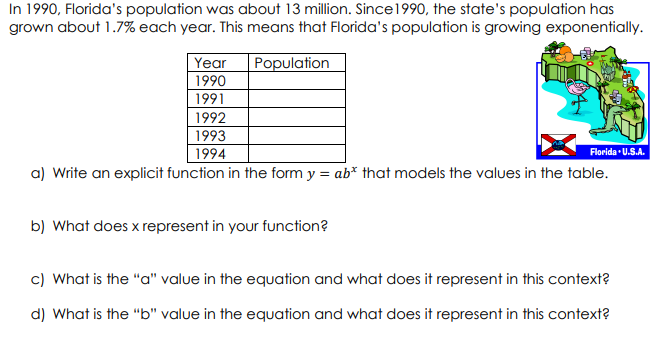 In 1990, Florida's population was about 13 million. Since1990, the state's population has
grown about 1.7% each year. This means that Florida's population is growing exponentially.
Year Population
1990
1991
1992
1993
1994
Florida • U.S.A.
a) Write an explicit function in the form y = abˣ that models the values in the table.
b) What does x represent in your function?
c) What is the “a” value in the equation and what does it represent in this context?
d) What is the “b” value in the equation and what does it represent in this context?